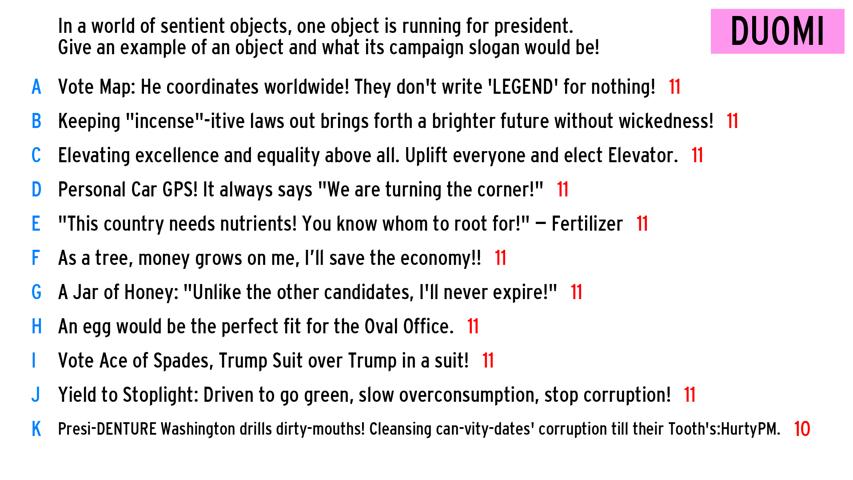 In a world of sentient objects, one object is running for president.
Give an example of an object and what its campaign slogan would be!
DUOMI
A Vote Map: He coordinates worldwide! They don't write 'LEGEND' for nothing! 11
B Keeping "incense"-itive laws out brings forth a brighter future without wickedness! 11
C Elevating excellence and equality above all. Uplift everyone and elect Elevator. 11
D Personal Car GPS! It always says "We are turning the corner!" 11
E "This country needs nutrients! You know whom to root for!" – Fertilizer 11
F As a tree, money grows on me, I’ll save the economy!! 11
G A Jar of Honey: "Unlike the other candidates, I'll never expire!" 11
H An egg would be the perfect fit for the Oval Office. 11
I Vote Ace of Spades, Trump Suit over Trump in a suit! 11
J Yield to Stoplight: Driven to go green, slow overconsumption, stop corruption! 11
K Presi-DENTURE Washington drills dirty-mouths! Cleansing can-vity-dates' corruption till their Tooth's:HurtyPM. 10